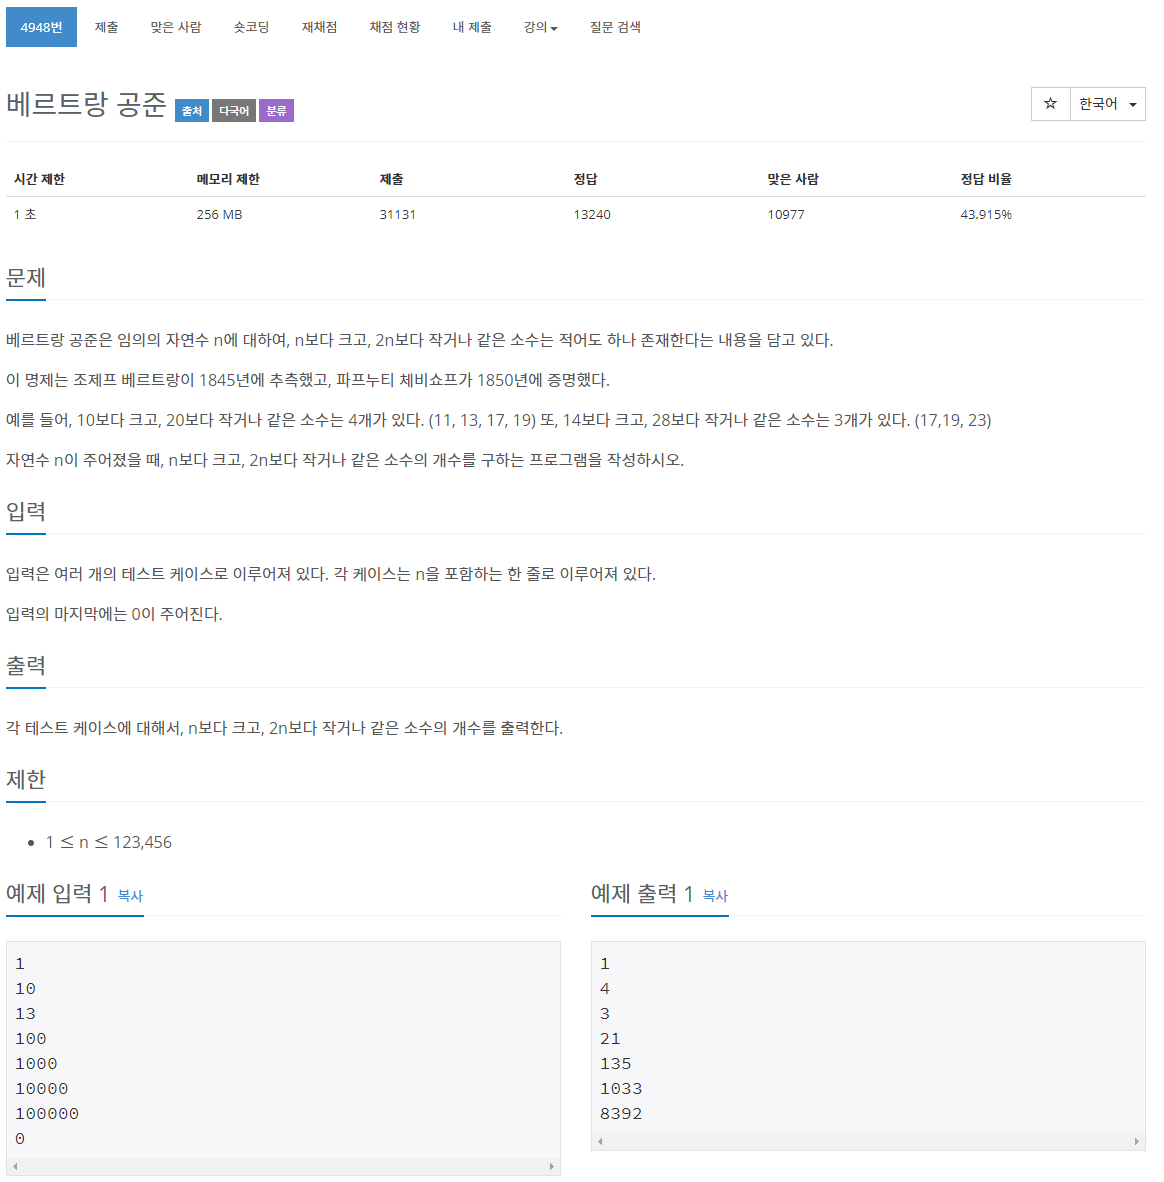 4948번 제출 맞은 사람 숏코딩 재채점 채점 현황 내 제출 강의 질문 검색
베르트랑 공준 출처 다국어 분류 ☆ 한국어
시간 제한 메모리 제한 제출 정답 맞은 사람 정답 비율
1 초 256 MB 31131 13240 10977 43.915%
문제
베르트랑 공준은 임의의 자연수 n에 대하여, n보다 크고, 2n보다 작거나 같은 소수는 적어도 하나 존재한다는 내용을 담고 있다.
이 명제는 조제프 베르트랑이 1845년에 추측했고, 파프누티 체비쇼프가 1850년에 증명했다.
예를 들어, 10보다 크고, 20보다 작거나 같은 소수는 4개가 있다. (11, 13, 17, 19) 또, 14보다 크고, 28보다 작거나 같은 소수는 3개가 있다. (17,19, 23)
자연수 n이 주어졌을 때, n보다 크고, 2n보다 작거나 같은 소수의 개수를 구하는 프로그램을 작성하시오.
입력
입력은 여러 개의 테스트 케이스로 이루어져 있다. 각 케이스는 n을 포함하는 한 줄로 이루어져 있다.
입력의 마지막에는 0이 주어진다.
출력
각 테스트 케이스에 대해서, n보다 크고, 2n보다 작거나 같은 소수의 개수를 출력한다.
제한
• 1 ≤ n ≤ 123,456
예제 입력 1 복사
1
10
13
100
1000
10000
100000
0
예제 출력 1 복사
1
4
3
21
135
1033
8392